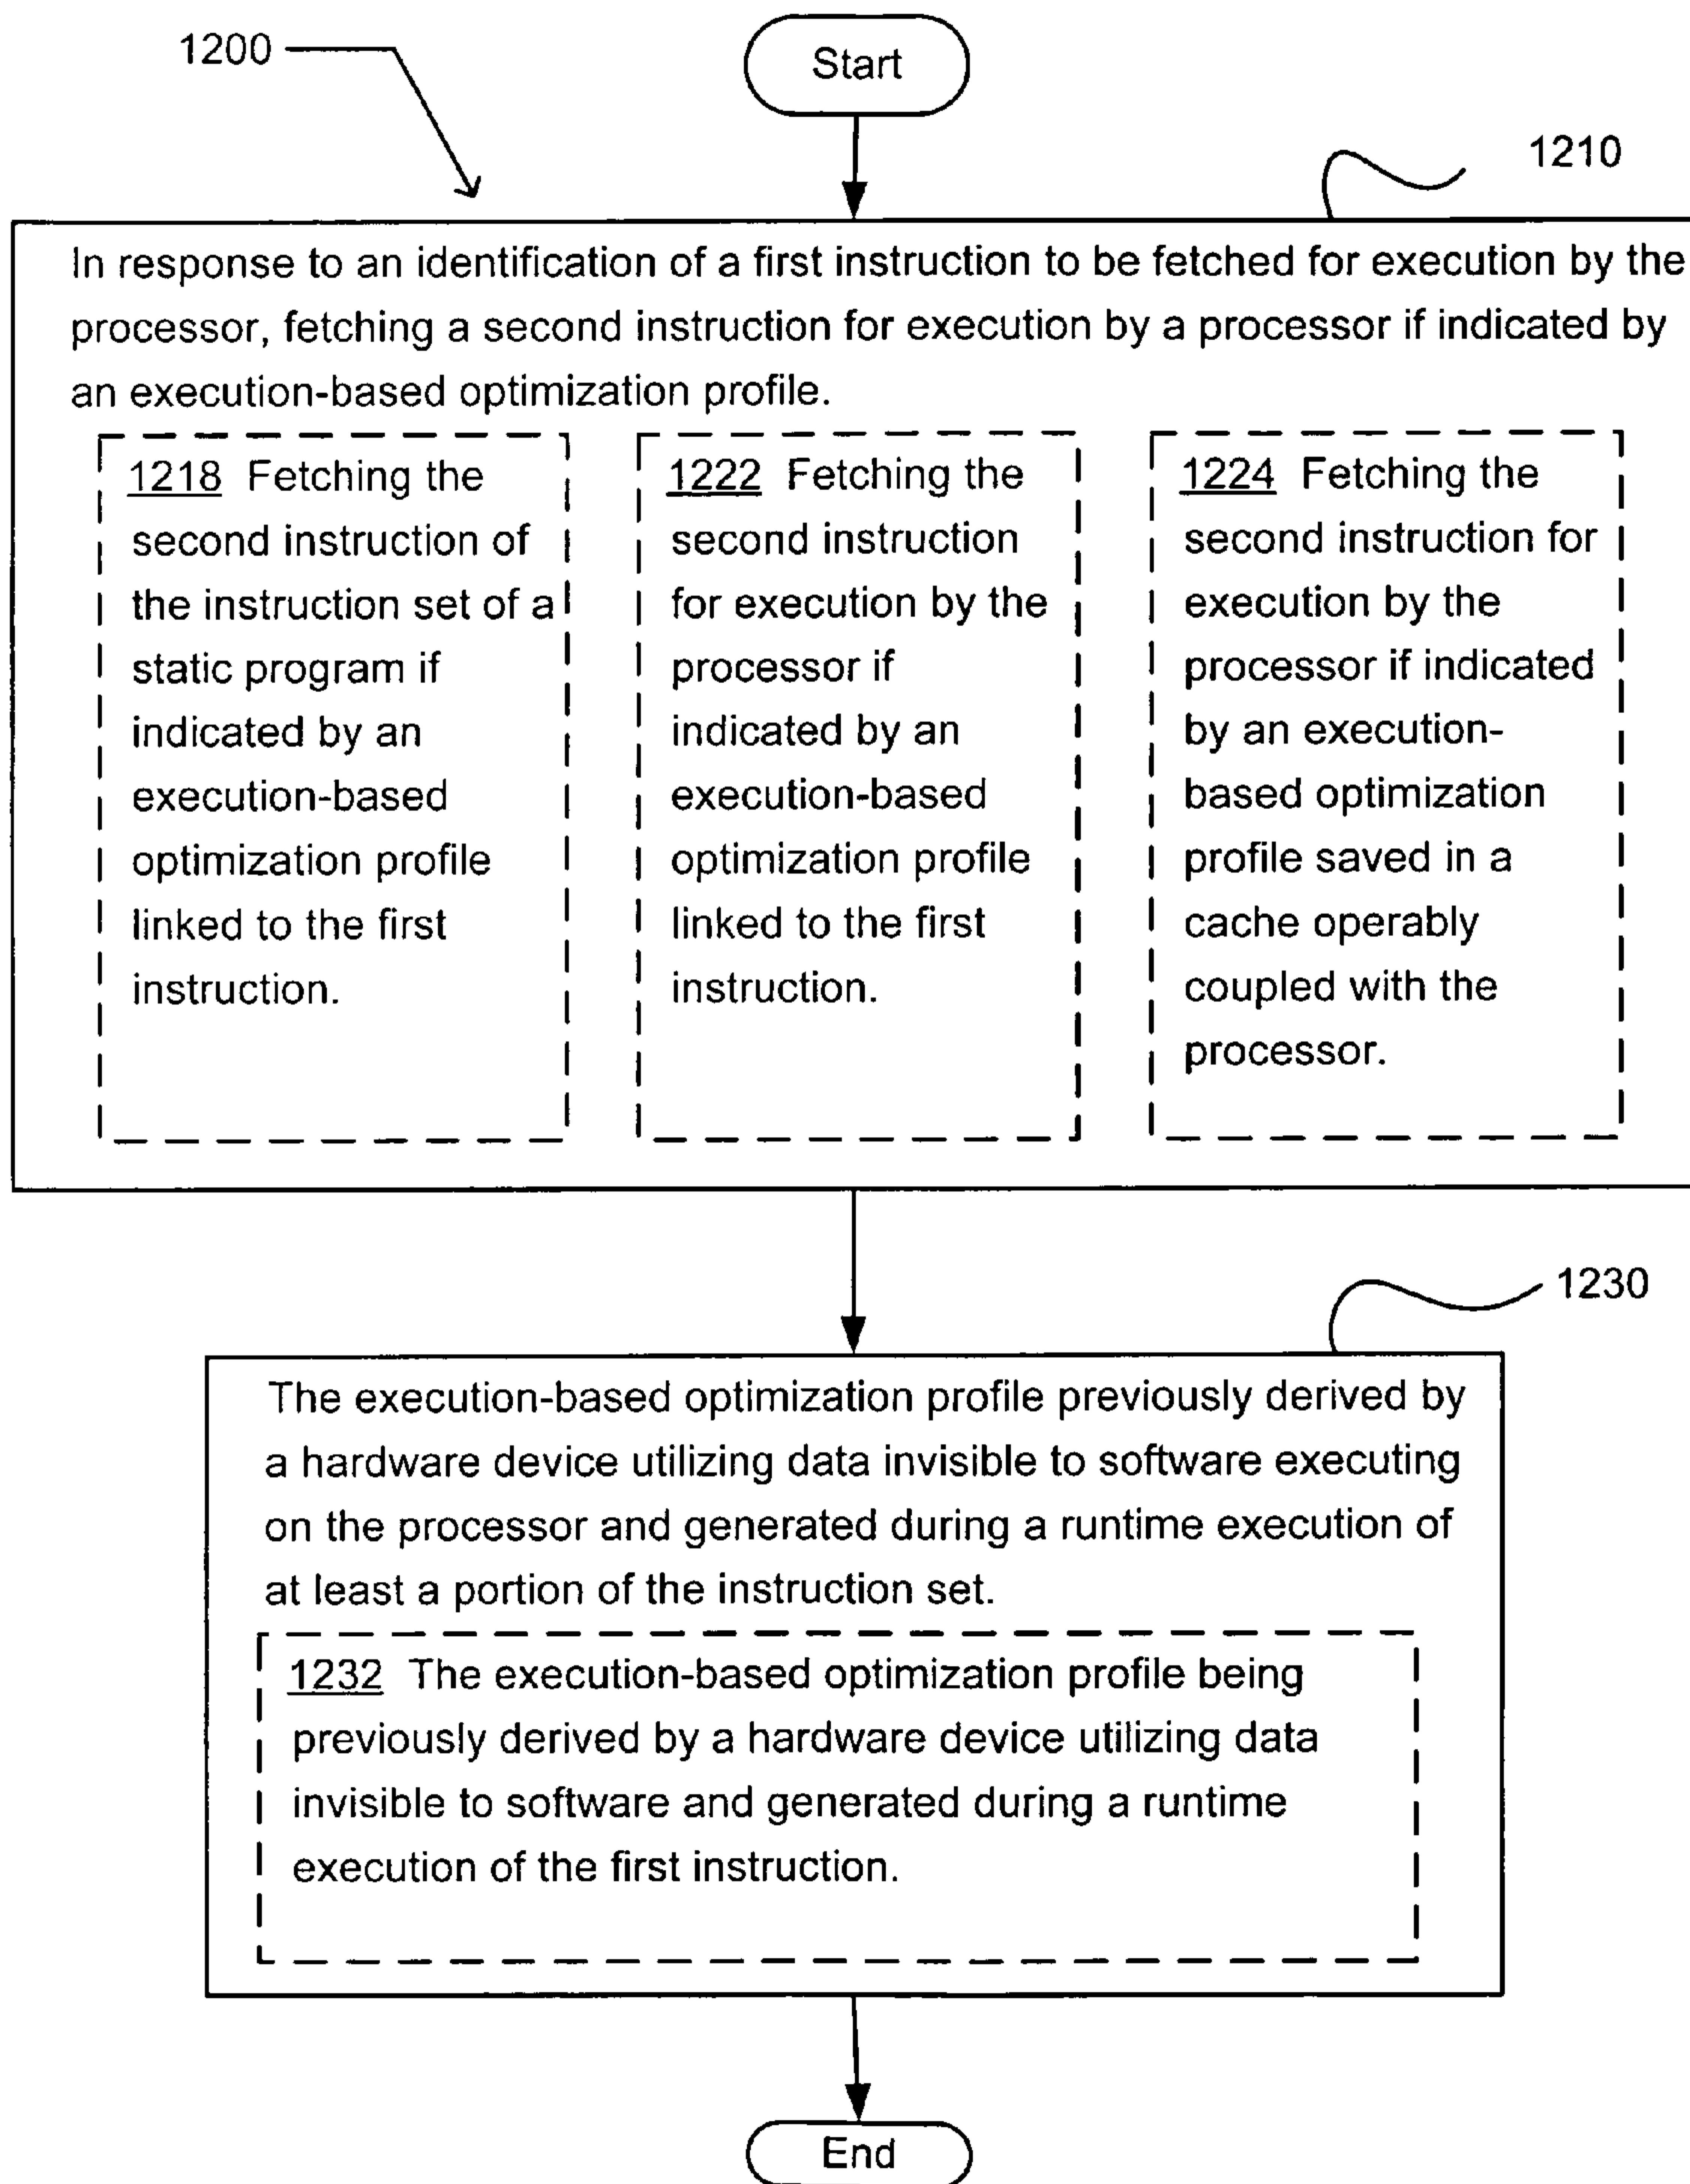 1200
Start
1210
In response to an identification of a first instruction to be fetched for execution by the
processor, fetching a second instruction for execution by a processor if indicated by
an execution-based optimization profile.
1218 Fetching the
second instruction of
the instruction set of a
static program if
indicated by an
execution-based
optimization profile
linked to the first
instruction.
1222 Fetching the
second instruction
for execution by the
processor if
indicated by an
execution-based
optimization profile
linked to the first
instruction.
1224 Fetching the
second instruction for
execution by the
processor if indicated
by an execution-
based optimization
profile saved in a
cache operably
coupled with the
processor.
1230
The execution-based optimization profile previously derived by
a hardware device utilizing data invisible to software executing
on the processor and generated during a runtime execution of
at least a portion of the instruction set.
1232 The execution-based optimization profile being
previously derived by a hardware device utilizing data
invisible to software and generated during a runtime
execution of the first instruction.
End